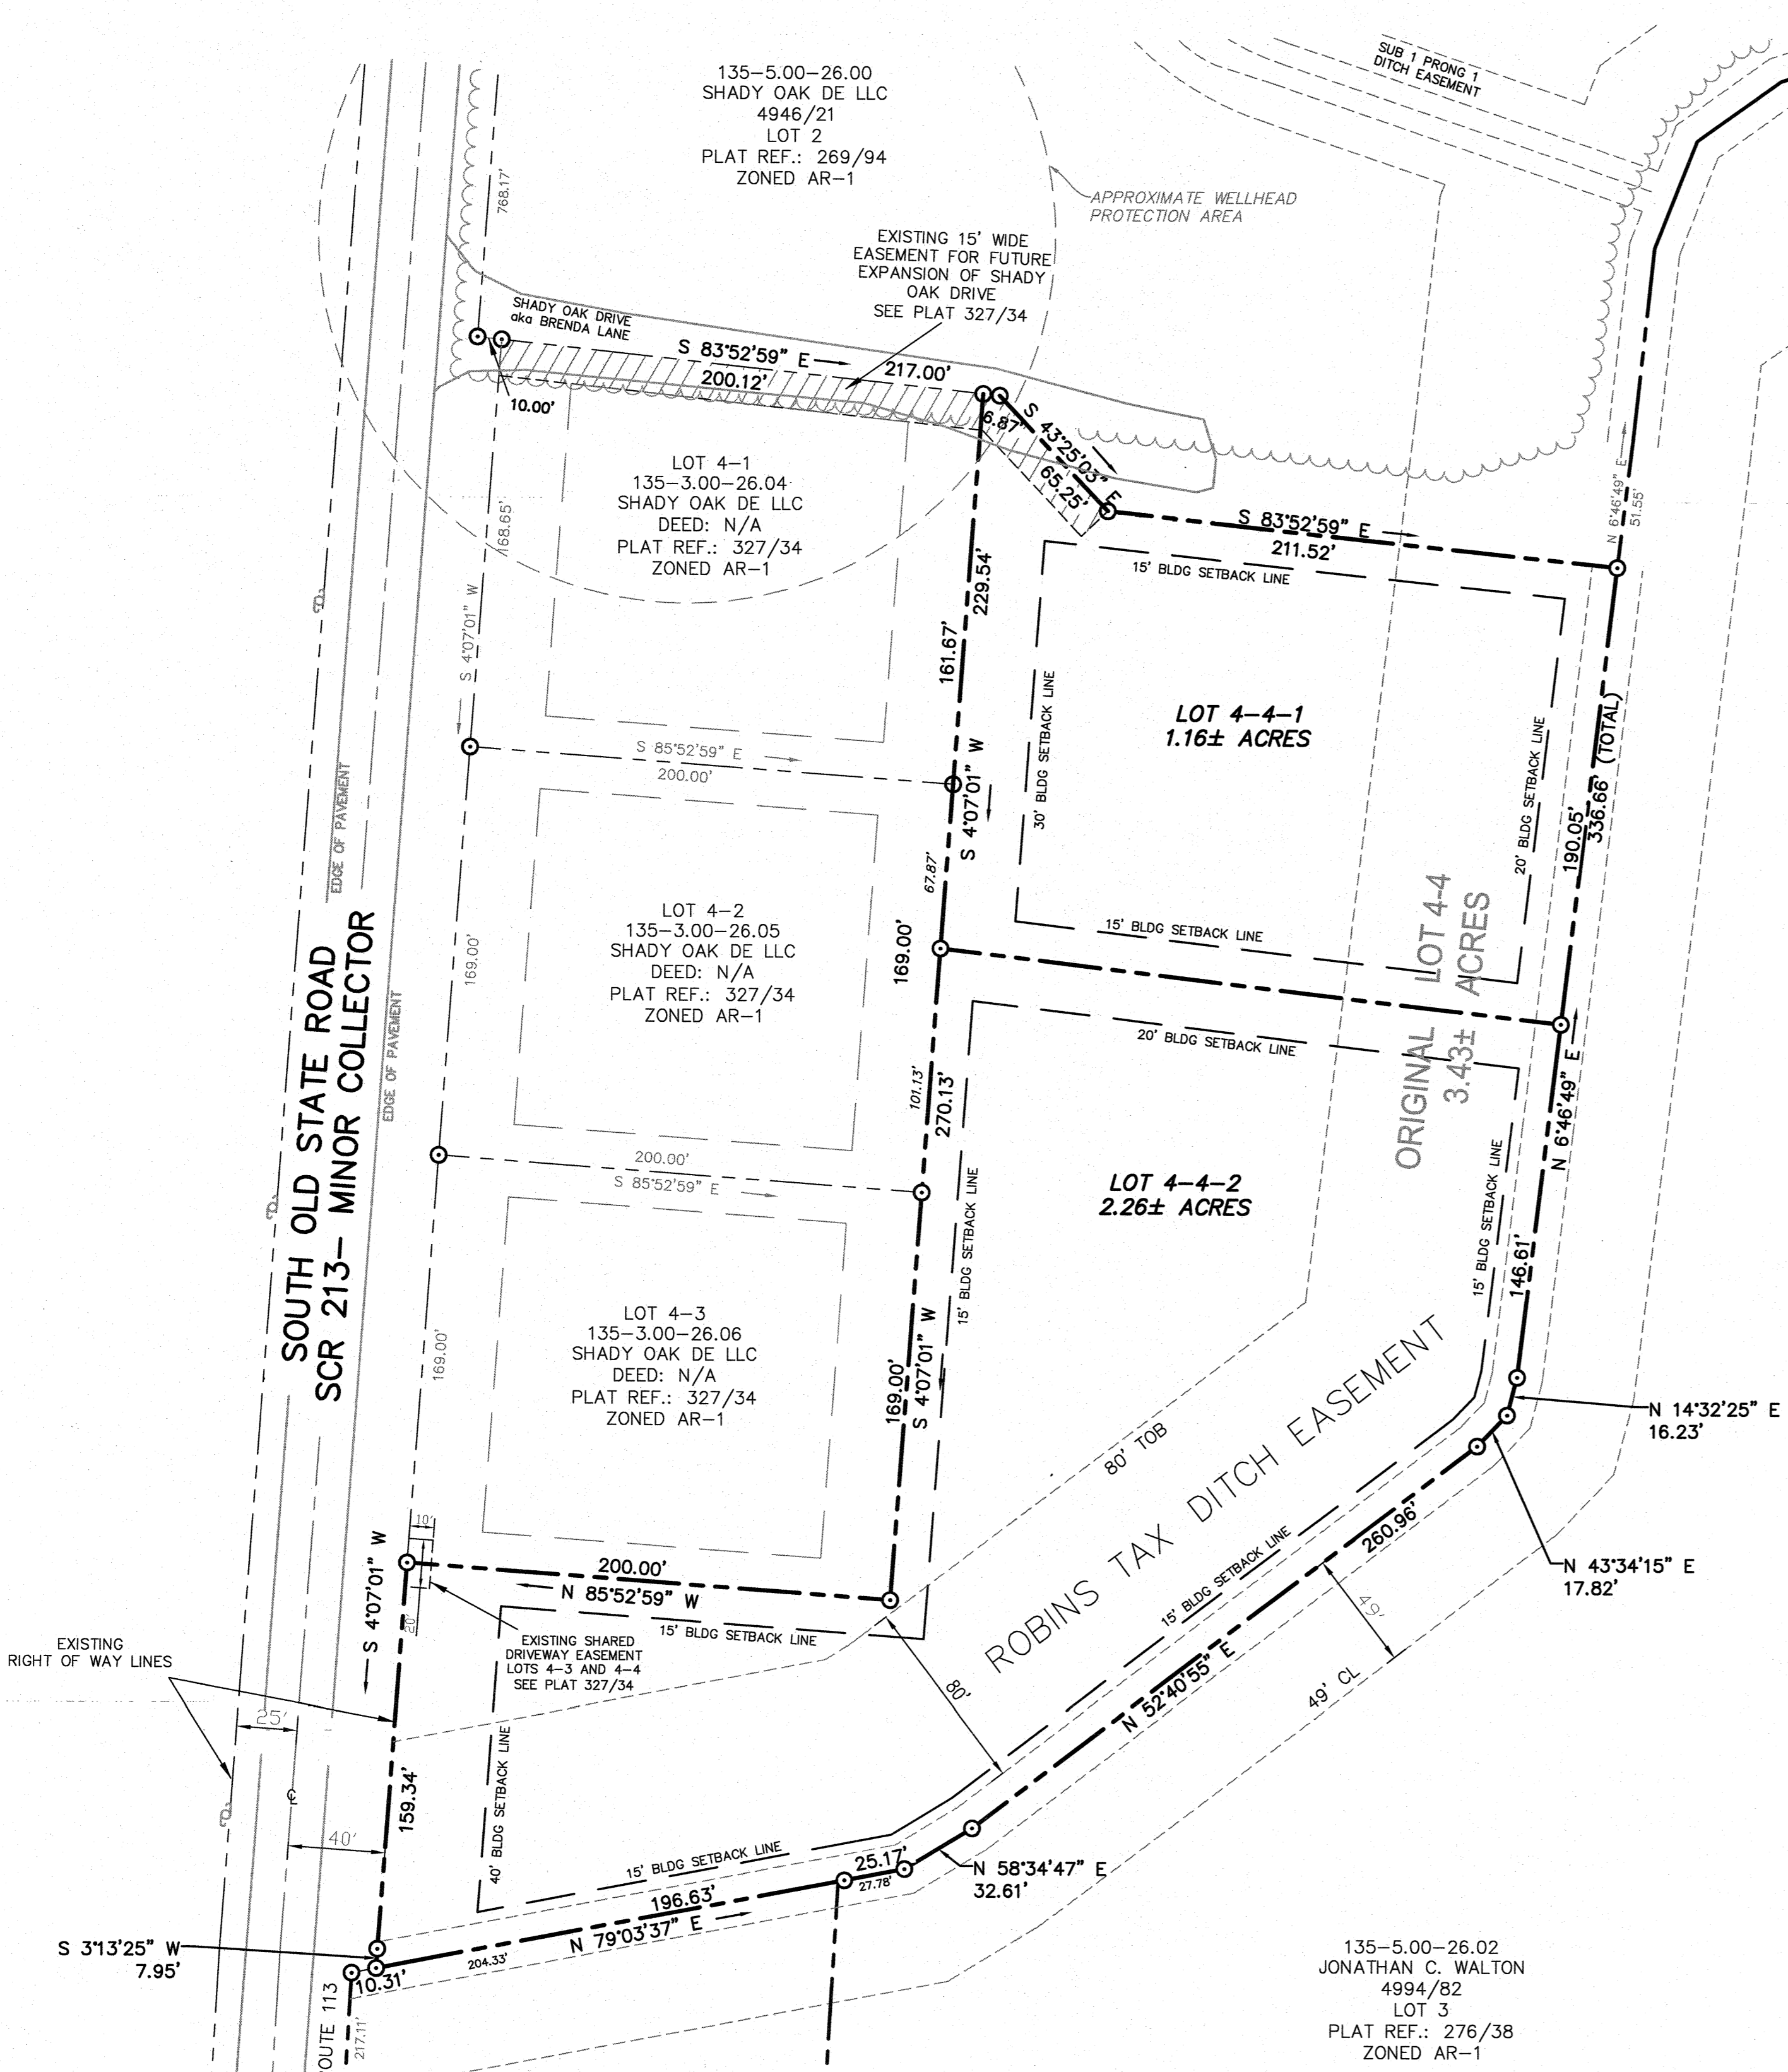 135-5.00-26.00
SHADY OAK DE LLC
4946/21
LOT 2
PLAT REF.: 269/94
ZONED AR-1
SUB 1 PRONG 1
DITCH EASEMENT
APPROXIMATE WELLHEAD
PROTECTION AREA
768.17'
EXISTING 15' WIDE
EASEMENT FOR FUTURE
EXPANSION OF SHADY
OAK DRIVE
SEE PLAT 327/34
SHADY OAK DRIVE
aka BRENDA LANE
S 83°52'59" E
217.00'
200.12'
10.00'
6.87'
S 43°25'03" E
65.25'
S 83°52'59" E
211.52'
15' BLDG SETBACK LINE
N 6°46'49" E
51.55'
LOT 4-1
135-3.00-26.04
SHADY OAK DE LLC
DEED: N/A
PLAT REF.: 327/34
ZONED AR-1
168.65'
S 4°07'01" W
229.54'
161.67'
S 4°07'01" W
30' BLDG SETBACK LINE
LOT 4-4-1
1.16± ACRES
20' BLDG SETBACK LINE
190.05'
336.66' (TOTAL)
S 85°52'59" E
200.00'
EDGE OF PAVEMENT
67.87'
169.00'
15' BLDG SETBACK LINE
ORIGINAL LOT 4-4
3.43± ACRES
LOT 4-2
135-3.00-26.05
SHADY OAK DE LLC
DEED: N/A
PLAT REF.: 327/34
ZONED AR-1
169.00'
SOUTH OLD STATE ROAD
SCR 213- MINOR COLLECTOR
EDGE OF PAVEMENT
20' BLDG SETBACK LINE
101.13'
270.13'
N 6°46'49" E
200.00'
S 85°52'59" E
LOT 4-4-2
2.26± ACRES
15' BLDG SETBACK LINE
15' BLDG SETBACK LINE
146.61'
LOT 4-3
135-3.00-26.06
SHADY OAK DE LLC
DEED: N/A
PLAT REF.: 327/34
ZONED AR-1
169.00'
169.00'
S 4°07'01" W
N 14°32'25" E
16.23'
80' TOB
ROBINS TAX DITCH EASEMENT
260.96'
N 43°34'15" E
17.82'
10'
20'
S 4°07'01" W
200.00'
N 85°52'59" W
15' BLDG SETBACK LINE
EXISTING SHARED
DRIVEWAY EASEMENT
LOTS 4-3 AND 4-4
SEE PLAT 327/34
EXISTING
RIGHT OF WAY LINES
15' BLDG SETBACK LINE
49'
80'
N 52°40'55" E
49' CL
25'
159.34'
40' BLDG SETBACK LINE
40'
15' BLDG SETBACK LINE
25.17'
27.78'
N 58°34'47" E
32.61'
196.63'
N 79°03'37" E
204.33'
S 3°13'25" W
7.95'
10.31'
OUTE 113
217.11'
135-5.00-26.02
JONATHAN C. WALTON
4994/82
LOT 3
PLAT REF.: 276/38
ZONED AR-1